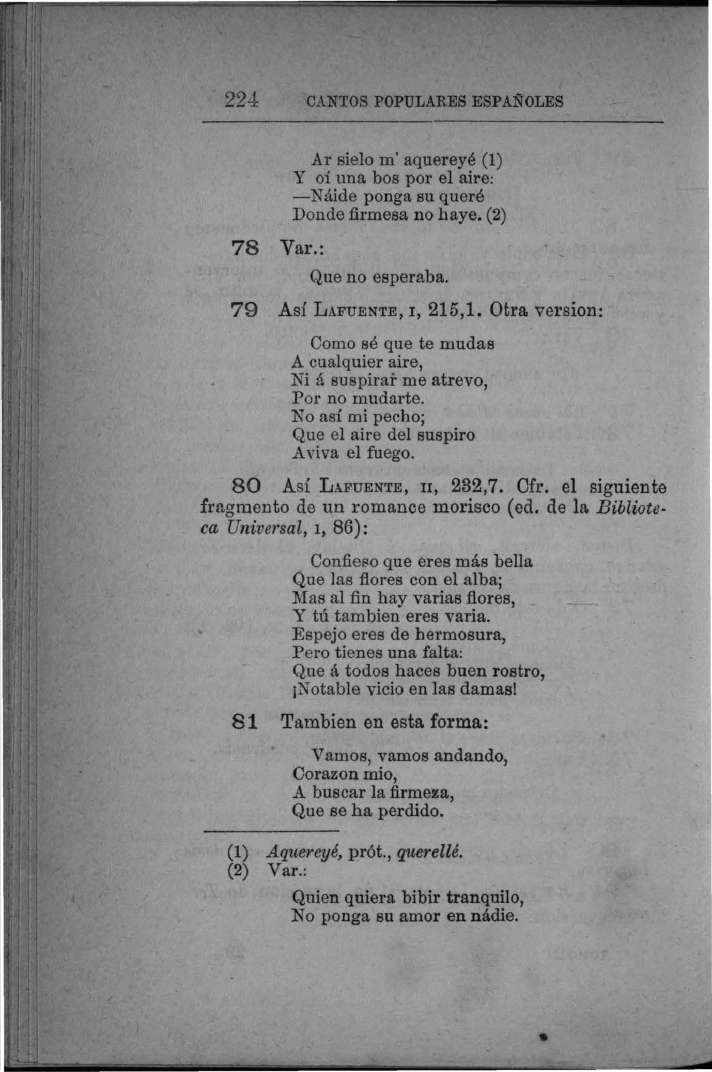 224 CANTOS POPULARES ESPAÑOLES
Ar sielo m' aquereyé (1)
Y oí una bos por el aire:
—Náide ponga su queré
Donde firmesa no haye. (2)
78 Var.:
Que no esperaba.
79 Así LAFUENTE, I, 215,1. Otra version:
Como sé que te mudas
A cualquier aire,
Ni á suspirar me atrevo,
Por no mudarte.
No así mi pecho;
Que el aire del suspiro
Aviva el fuego.
80 Así LAFUENTE, II, 232,7. Cfr. el siguiente
fragmento de un romance morisco (ed. de la Bibliote-
ca Universal, I, 86):
Confieso que eres más bella
Que las flores con el alba;
Mas al fin hay varias flores,
Y tú tambien eres varia.
Espejo eres de hermosura,
Pero tienes una falta:
Que á todos haces buen rostro,
¡Notable vicio en las damas!
81 Tambien en esta forma:
Vamos, vamos andando,
Corazon mio,
A buscar la firmeza,
Que se ha perdido.
(1) Aquereyé, prót., querellé.
(2) Var.:
Quien quiera bibir tranquilo,
No ponga su amor en nádie.